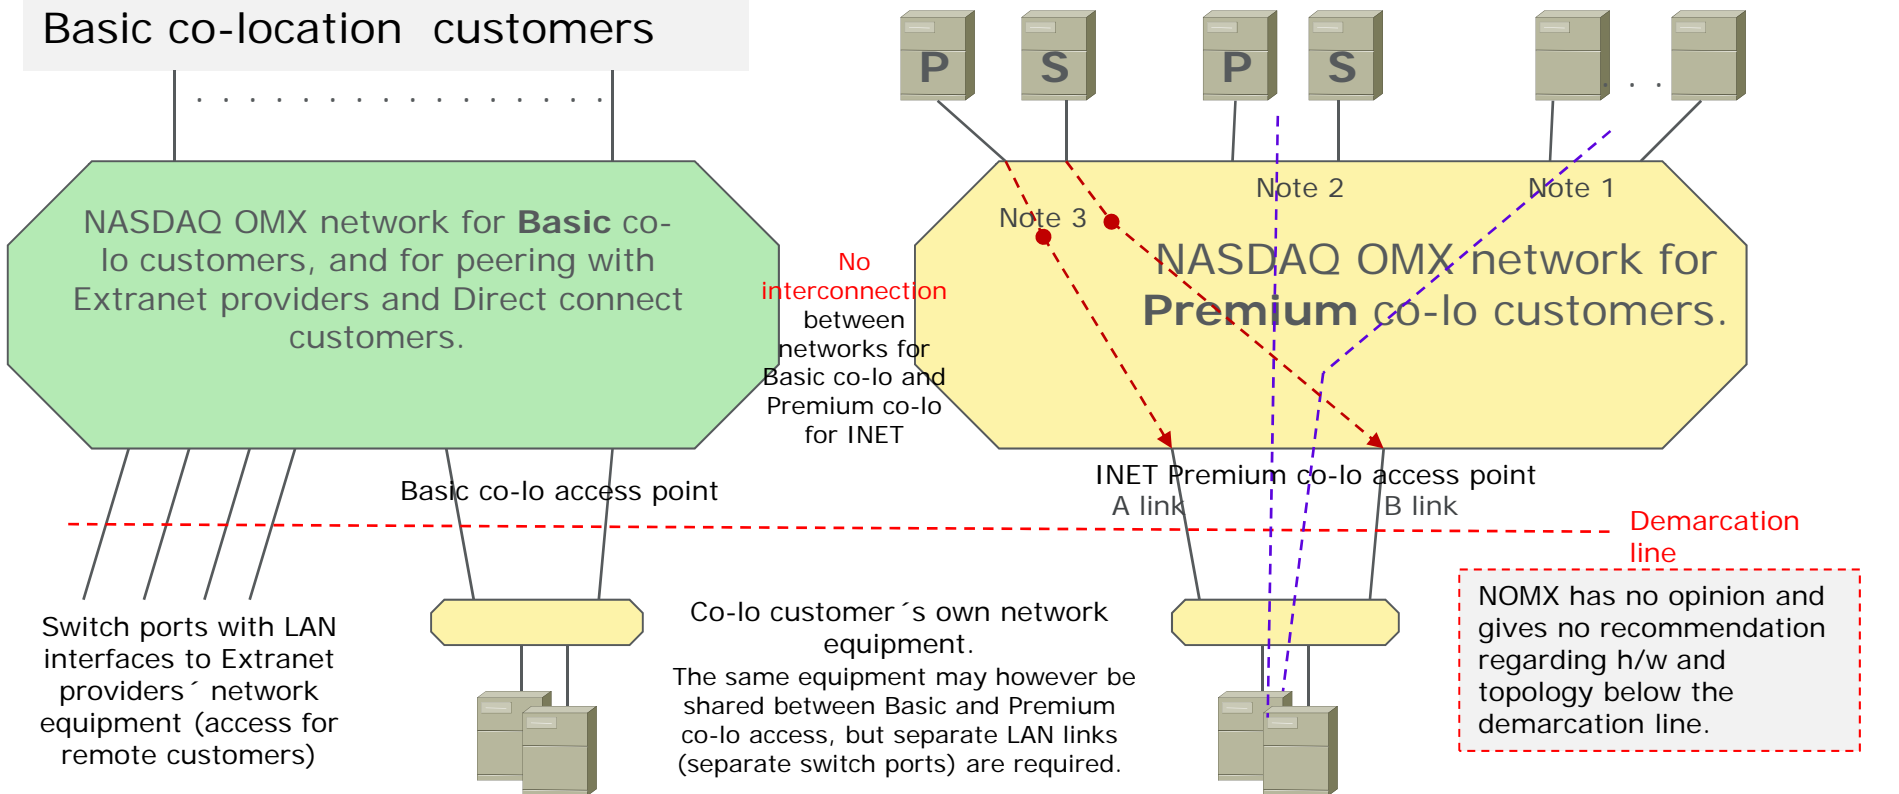 Basic co-location customers
P
S
P
S
. . .
. . . . . . . . . . . . . . . .
NASDAQ OMX network for Basic co-
lo customers, and for peering with
Extranet providers and Direct connect
customers.
No
interconnection
between
networks for
Basic co-lo and
Premium co-lo
for INET
Note 3
Note 2
Note 1
NASDAQ OMX network for
Premium co-lo customers.
Basic co-lo access point
INET Premium co-lo access point
A link
B link
Demarcation
line
Switch ports with LAN
interfaces to Extranet
providers´ network
equipment (access for
remote customers)
Co-lo customer´s own network
equipment.
The same equipment may however be
shared between Basic and Premium
co-lo access, but separate LAN links
(separate switch ports) are required.
NOMX has no opinion and
gives no recommendation
regarding h/w and
topology below the
demarcation line.